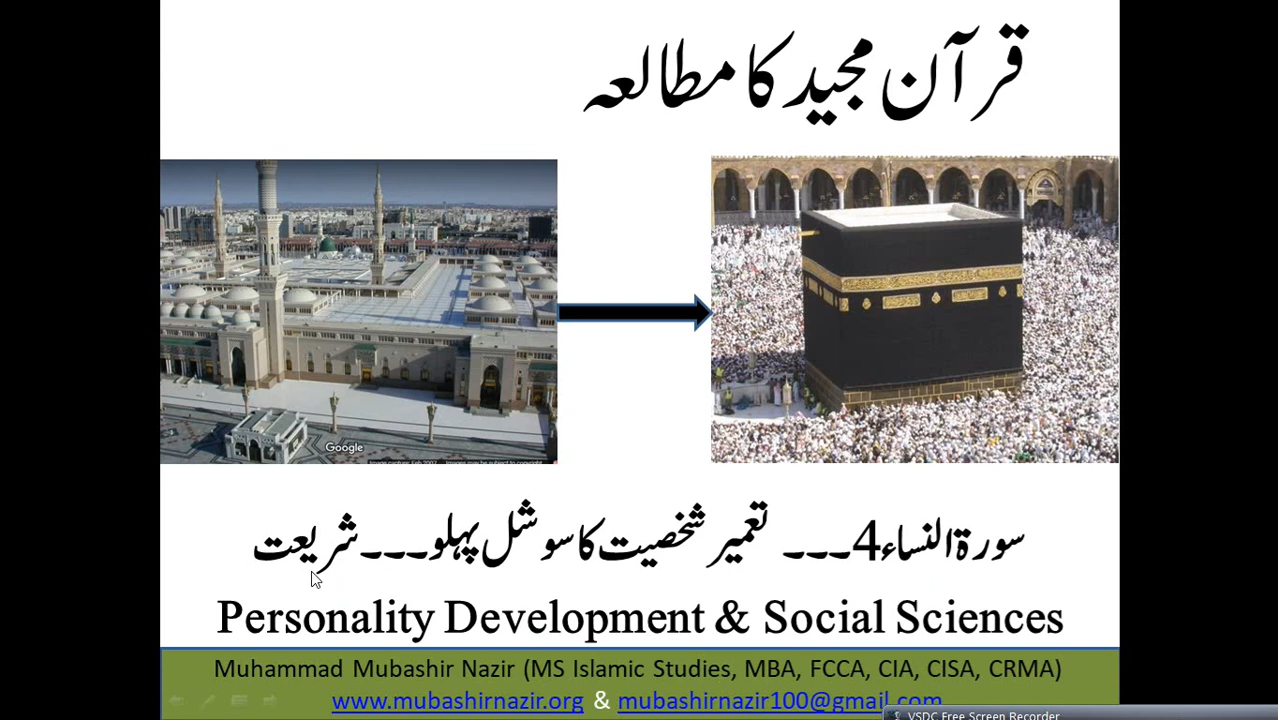 قرآن مجید کا مطالعہ
Google
سورۃ النساء 4۔۔۔ تعمیر شخصیت کا سوشل پہلو۔۔۔شریعت
Personality Development & Social Sciences
Muhammad Mubashir Nazir (MS Islamic Studies, MBA, FCCA, CIA, CISA, CRMA)
www.mubashirnazir.org & mubashirnazir100@gmail.com
VSDC Free Screen Recorder